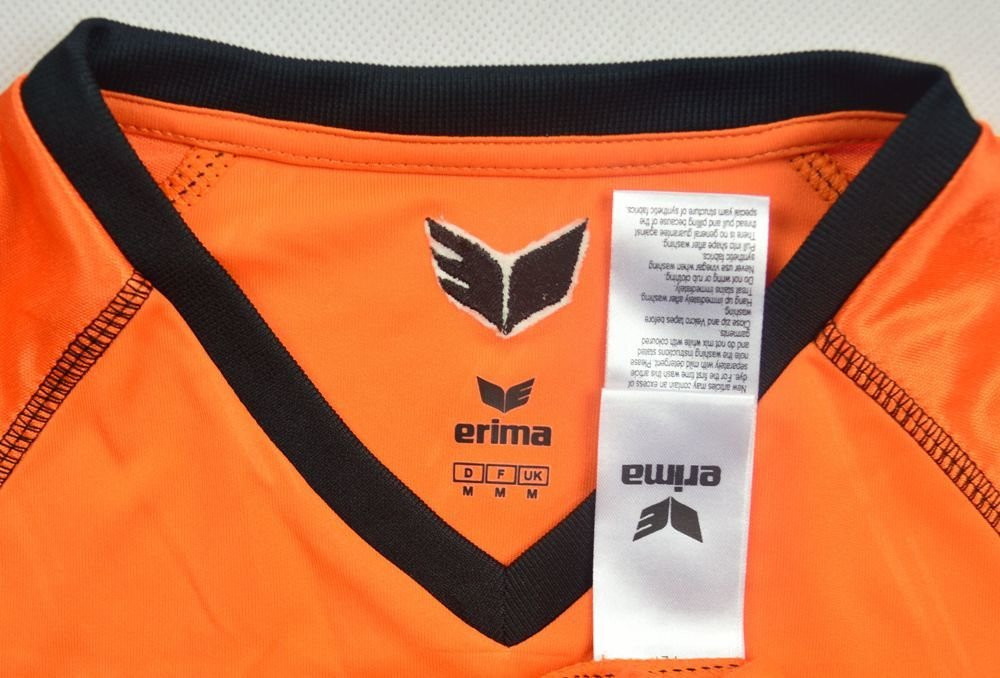 erima
D F UK
M M M
New articles may contain an excess of
dye. For the first time wash this article
separately with mild detergent. Please
note the washing instructions stated
and do not mix white with coloured
garments.
Close zip and Velkro tapes before
washing.
Hang up immediately after washing.
Treat stains immediately.
Do not wring or rub clothing.
Never use vinegar when washing
synthetic fabrics.
Pull into shape after washing.
There is no general guarantee against
thread pull and pilling because of the
special yarn structure of synthetic fabrics.
erima